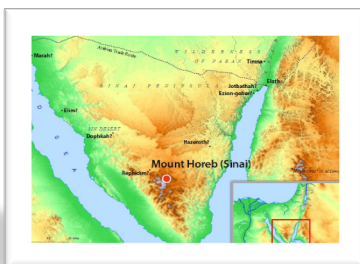 WILDERNESS
OF PARAN
Marah?
Timna
SINAI PENINSULA
Jotbathah?
Elath
Ezion-geber?
Elim?
SIN DESERT
Dophkah?
Hazeroth?
Mount Horeb (Sinai)
Rephidim?